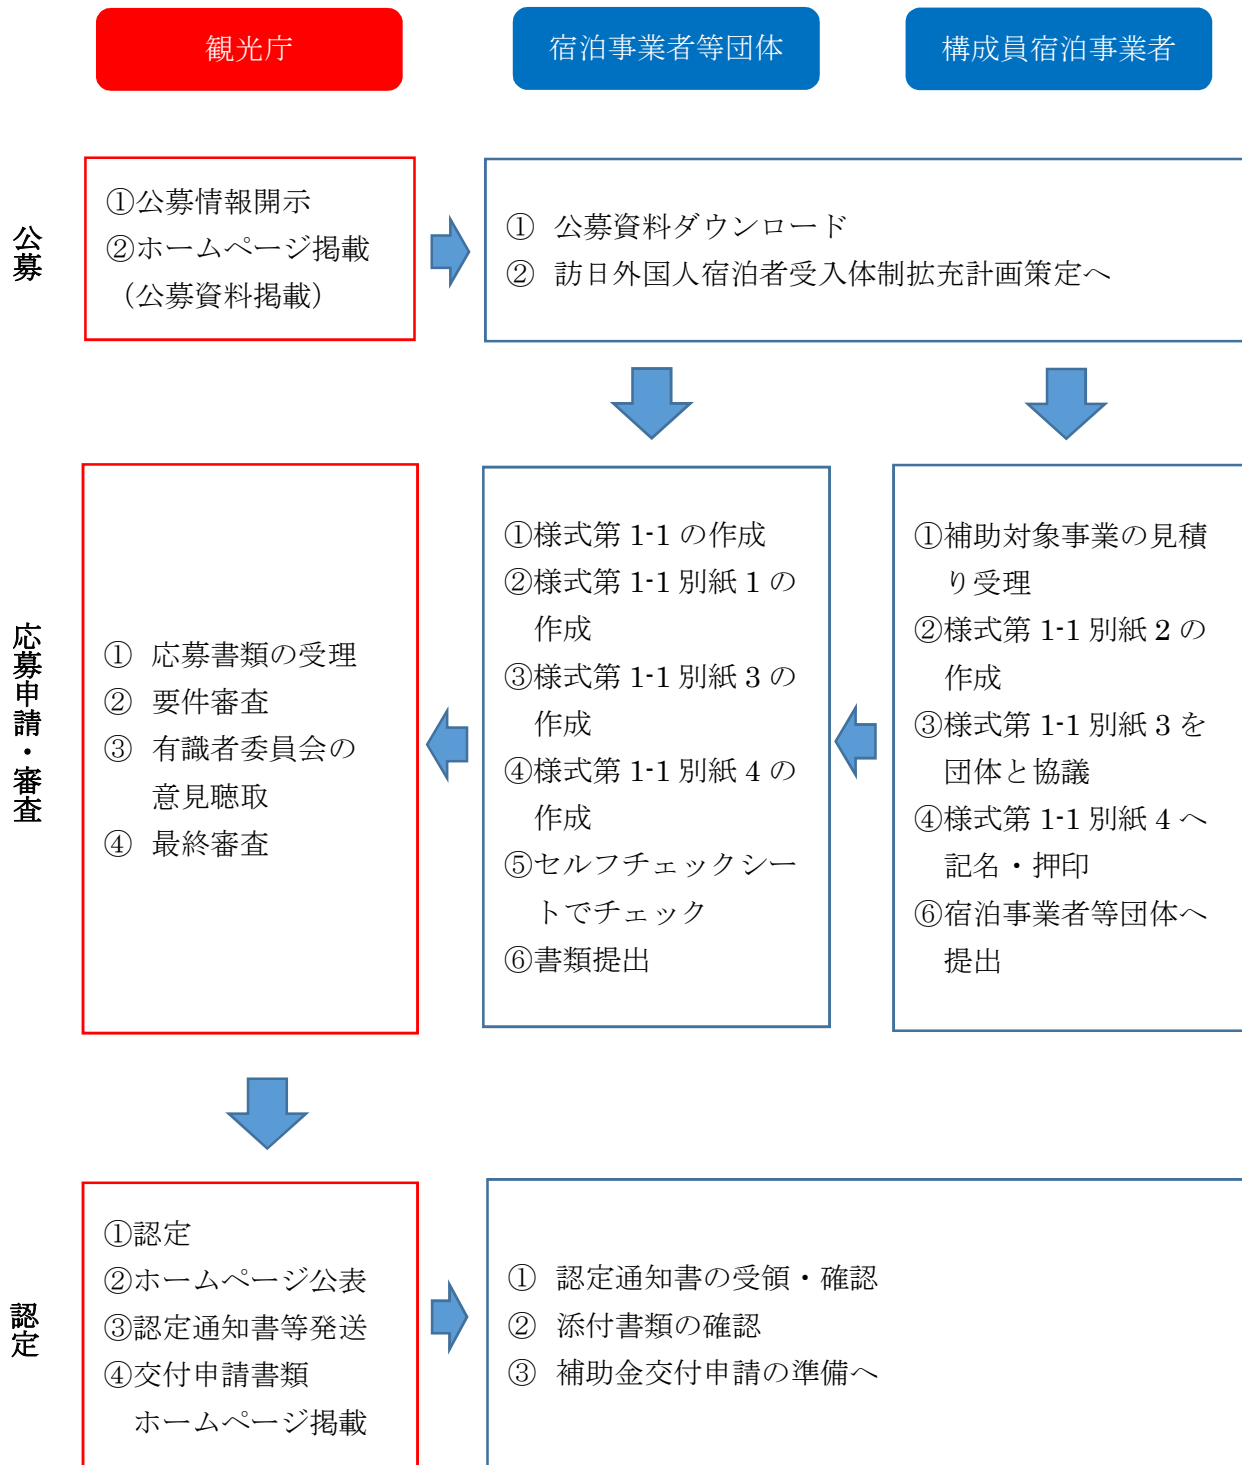 観光庁
宿泊事業者等団体
構成員宿泊事業者
公募
①公募情報開示
②ホームページ掲載
（公募資料掲載）
① 公募資料ダウンロード
② 訪日外国人宿泊者受入体制拡充計画策定へ
応募申請・審査
① 応募書類の受理
② 要件審査
③ 有識者委員会の
意見聴取
④ 最終審査
①様式第 1-1 の作成
②様式第 1-1 別紙 1 の
作成
③様式第 1-1 別紙 3 の
作成
④様式第 1-1 別紙 4 の
作成
⑤セルフチェックシー
トでチェック
⑥書類提出
①補助対象事業の見積
り受理
②様式第 1-1 別紙 2 の
作成
③様式第 1-1 別紙 3 を
団体と協議
④様式第 1-1 別紙 4 へ
記名・押印
⑥宿泊事業者等団体へ
提出
認定
①認定
②ホームページ公表
③認定通知書等発送
④交付申請書類
ホームページ掲載
① 認定通知書の受領・確認
② 添付書類の確認
③ 補助金交付申請の準備へ